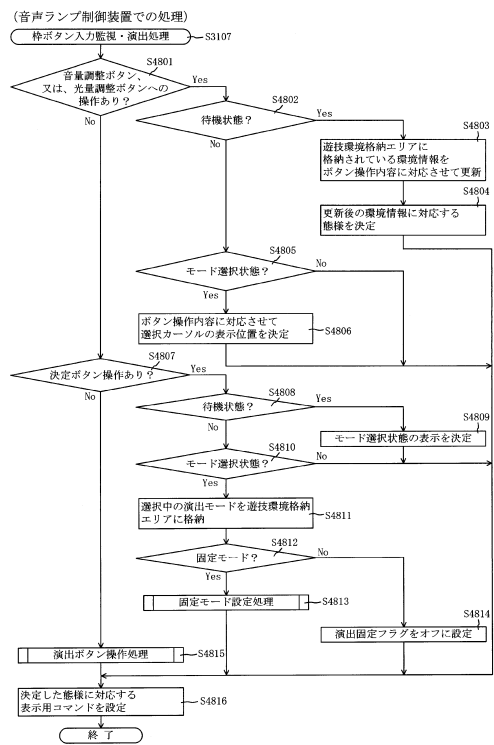 (音声ランプ制御装置での処理)
枠ボタン入力監視・演出処理
S3107
S4801
音量調整ボタン、
又は、光量調整ボタンへの
操作あり?
Yes
No
S4802
待機状態?
Yes
No
S4803
遊技環境格納エリアに
格納されている環境情報を
ボタン操作内容に対応させて更新
S4804
更新後の環境情報に対応する
態様を決定
S4805
モード選択状態?
No
Yes
ボタン操作内容に対応させて
選択カーソルの表示位置を決定
S4806
S4807
決定ボタン操作あり?
Yes
No
S4808
待機状態?
Yes
No
S4809
モード選択状態の表示を決定
S4810
モード選択状態?
No
Yes
選択中の演出モードを遊技環境格納
エリアに格納
S4811
S4812
固定モード?
No
Yes
固定モード設定処理
S4813
S4814
演出固定フラグをオフに設定
演出ボタン操作処理
S4815
決定した態様に対応する
表示用コマンドを設定
S4816
終了